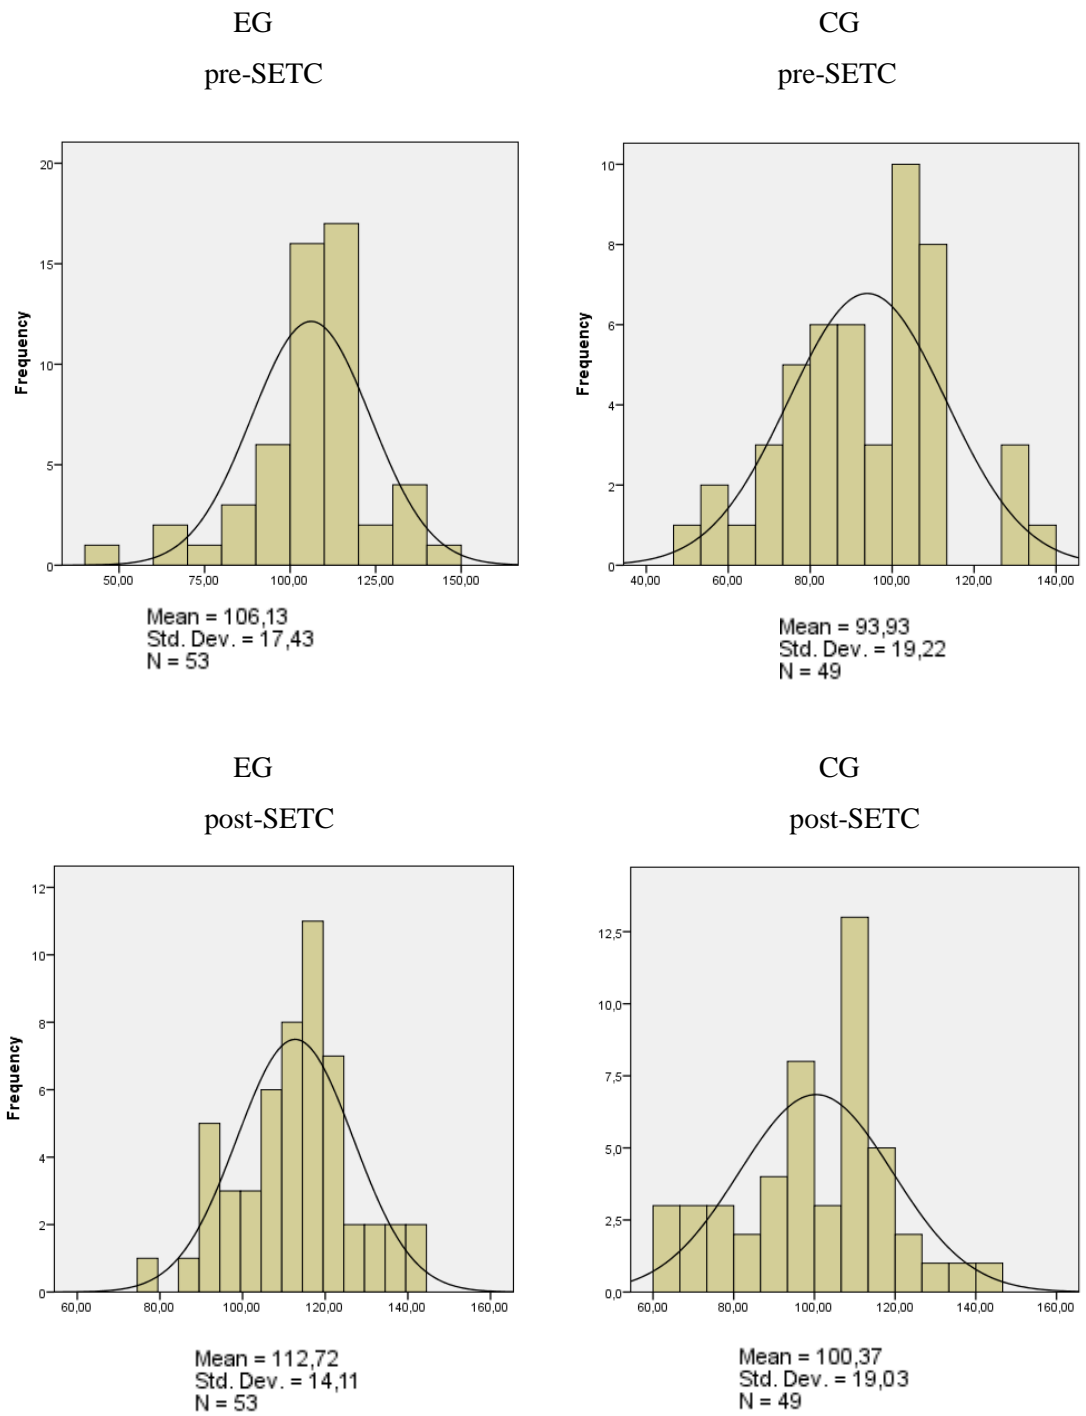 EG
pre-SETC
CG
pre-SETC
20
15
10
5
0
Frequency
50,00 75,00 100,00 125,00 150,00
Mean = 106,13
Std. Dev. = 17,43
N = 53
10
8
6
4
2
0
Frequency
40,00 60,00 80,00 100,00 120,00 140,00
Mean = 93,93
Std. Dev. = 19,22
N = 49
EG
post-SETC
CG
post-SETC
12
10
8
6
4
2
0
Frequency
60,00 80,00 100,00 120,00 140,00 160,00
Mean = 112,72
Std. Dev. = 14,11
N = 53
12,5
10,0
7,5
5,0
2,5
0,0
60,00 80,00 100,00 120,00 140,00 160,00
Mean = 100,37
Std. Dev. = 19,03
N = 49